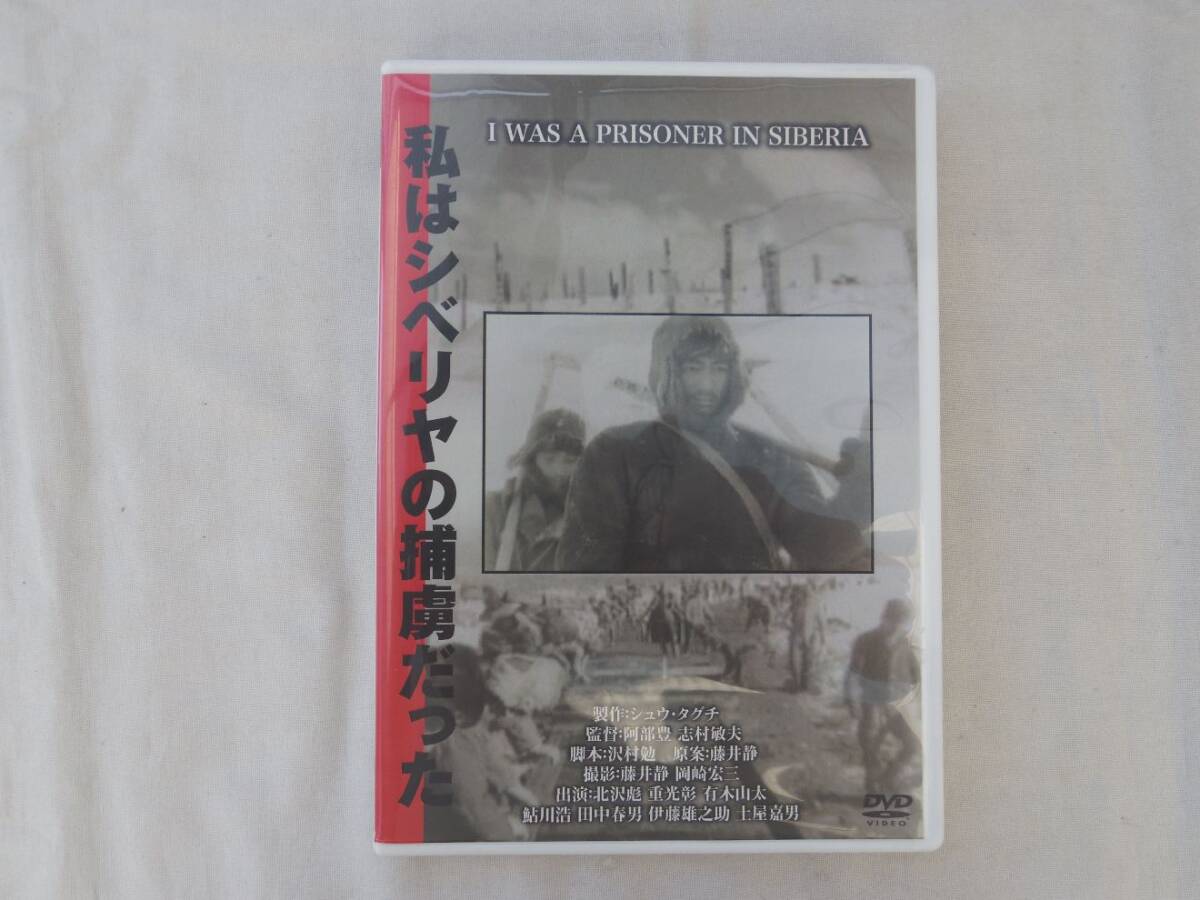 私はシベリヤの捕虜だった
I WAS A PRISONER IN SIBERIA
製作:シュウ・タグチ
監督:阿部豊 志村敏夫
脚本:沢村勉 原案:藤井静
撮影:藤井静 岡崎宏三
出演:北沢彪 重光彰 有木山太
鮎川浩 田中春男 伊藤雄之助 土屋嘉男
DVD
VIDEO